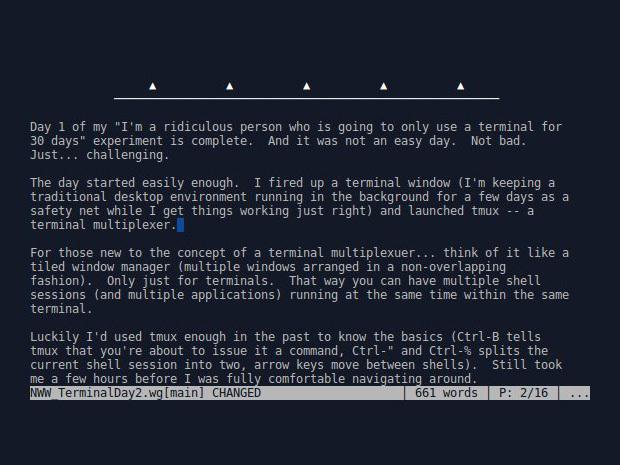 Day 1 of my "I'm a ridiculous person who is going to only use a terminal for
30 days" experiment is complete.  And it was not an easy day.  Not bad.
Just... challenging.
The day started easily enough.  I fired up a terminal window (I'm keeping a
traditional desktop environment running in the background for a few days as a
safety net while I get things working just right) and launched tmux -- a
terminal multiplexer.
For those new to the concept of a terminal multiplexuer... think of it like a
tiled window manager (multiple windows arranged in a non-overlapping
fashion).  Only just for terminals.  That way you can have multiple shell
sessions (and multiple applications) running at the same time within the same
terminal.
Luckily I'd used tmux enough in the past to know the basics (Ctrl-B tells
tmux that you're about to issue it a command, Ctrl-" and Ctrl-% splits the
current shell session into two, arrow keys move between shells).  Still took
me a few hours before I was fully comfortable navigating around.
NWW_TerminalDay2.wg[main] CHANGED | 661 words | P: 2/16 | ...